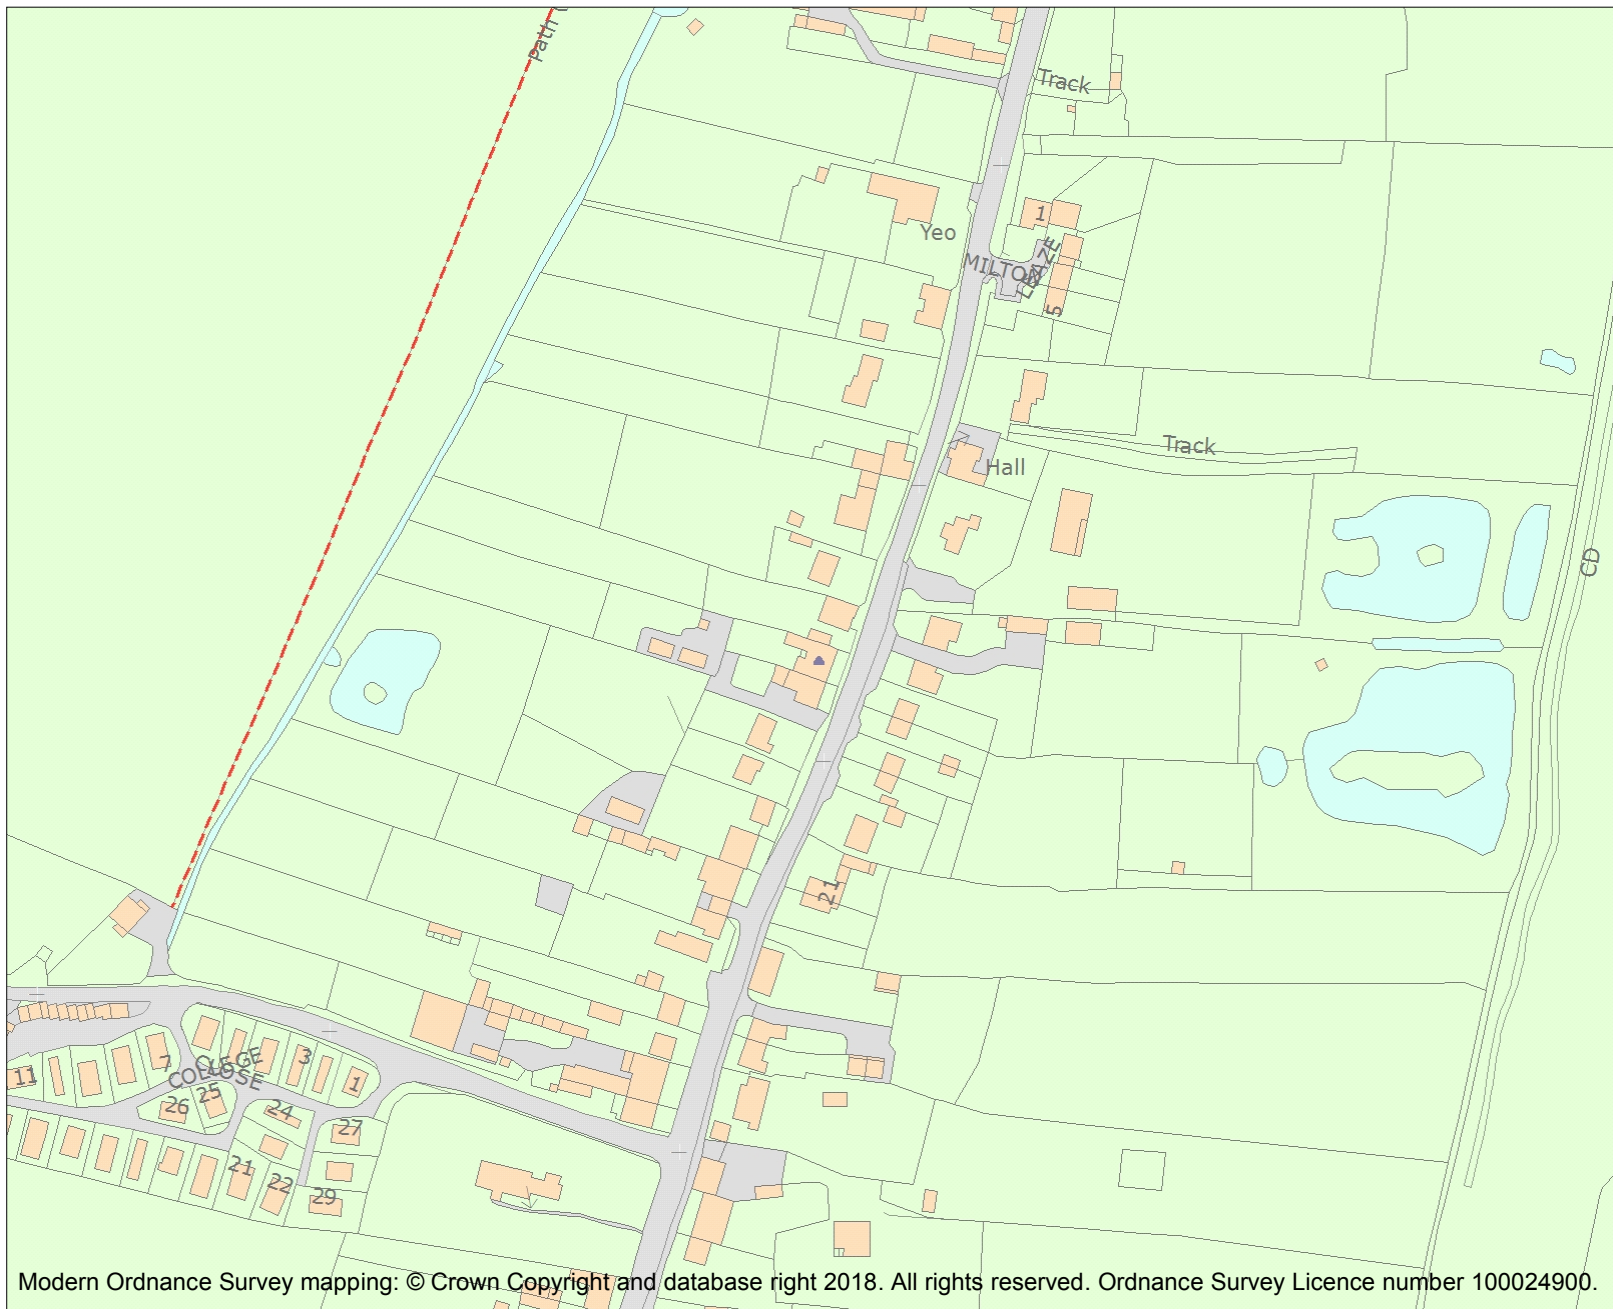 Path (
Track
1
Yeo
MILTON
LEAZE
5
Track
Hall
CD
21
7
COLLEGE
CLOSE
3
1
11
26
25
24
27
21
22
29
Modern Ordnance Survey mapping: © Crown Copyright and database right 2018. All rights reserved. Ordnance Survey Licence number 100024900.